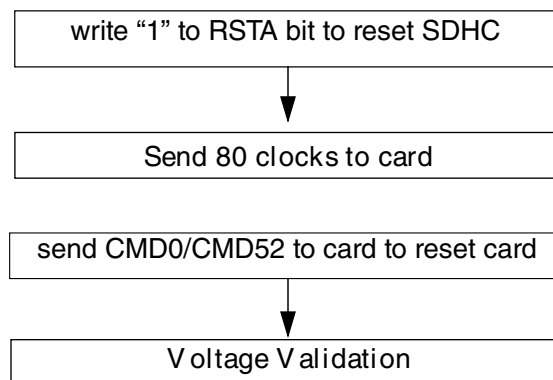 write “1” to RSTA bit to reset SDHC
Send 80 clocks to card
send CMD0/CMD52 to card to reset card
Voltage Validation